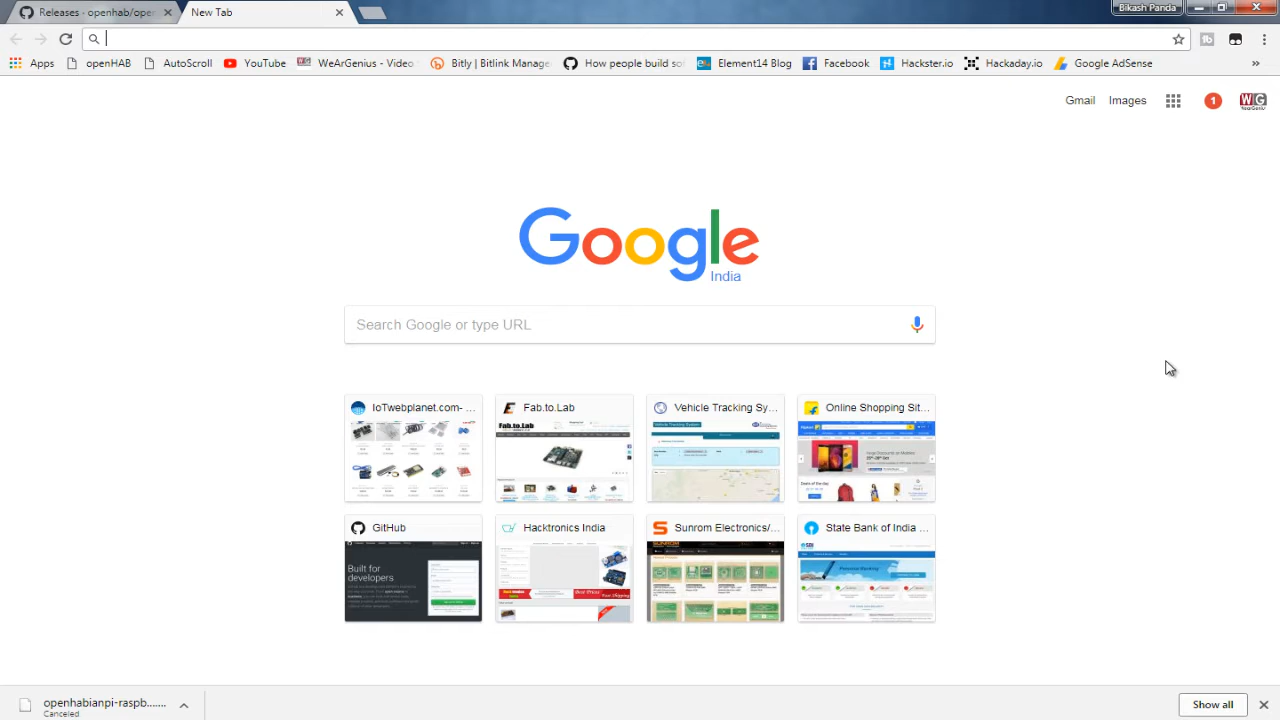 Releases · openhab/oper
New Tab
Bikash Panda
Apps
openHAB
Autoscroll
YouTube
WeArGenius - Video
Bitly | Bitlink Manage
How people build so
Element14 Blog
Facebook
Hackster.io
Hackaday.io
Google AdSense
Gmail
Images
1
Google
India
Search Google or type URL
IoTwebplanet.com- ...
Fab.to.Lab
Vehicle Tracking Sy...
Online Shopping Sit...
GitHub
Built for
developers
Hacktronics India
Sunrom Electronics/...
State Bank of India ...
openhabianpi-raspb......
Canceled
Show all